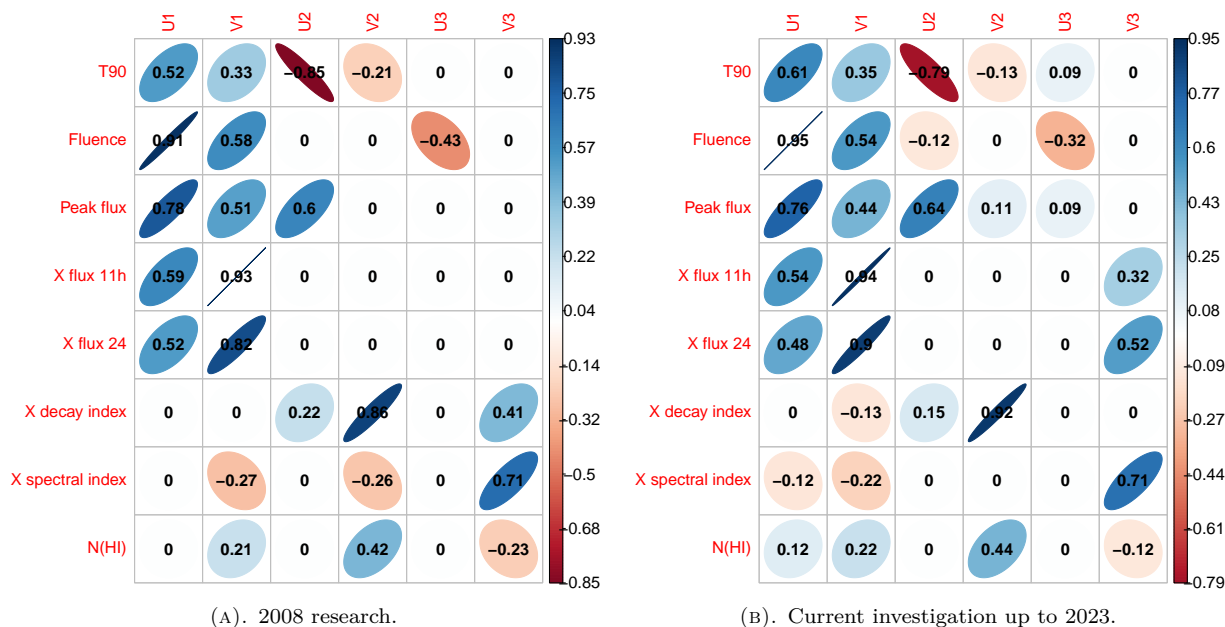 U1 V1 U2 V2 U3 V3
T90 0.52 0.33 −0.85 −0.21 0 0
Fluence 0.91 0.58 0 0 −0.43 0
Peak flux 0.78 0.51 0.6 0 0 0
X flux 11h 0.59 0.93 0 0 0 0
X flux 24 0.52 0.82 0 0 0 0
X decay index 0 0 0.22 0.86 0 0.41
X spectral index 0 −0.27 0 −0.26 0 0.71
N(HI) 0 0.21 0 0.42 0 −0.23
0.93
0.75
0.57
0.39
0.22
0.04
−0.14
−0.32
−0.5
−0.68
−0.85
(A). 2008 research.
U1 V1 U2 V2 U3 V3
T90 0.61 0.35 −0.79 −0.13 0.09 0
Fluence 0.95 0.54 −0.12 0 −0.32 0
Peak flux 0.76 0.44 0.64 0.11 0.09 0
X flux 11h 0.54 0.94 0 0 0 0.32
X flux 24 0.48 0.9 0 0 0 0.52
X decay index 0 −0.13 0.15 0.92 0 0
X spectral index −0.12 −0.22 0 0 0 0.71
N(HI) 0.12 0.22 0 0.44 0 −0.12
0.95
0.77
0.6
0.43
0.25
0.08
−0.09
−0.27
−0.44
−0.61
−0.79
(B). Current investigation up to 2023.